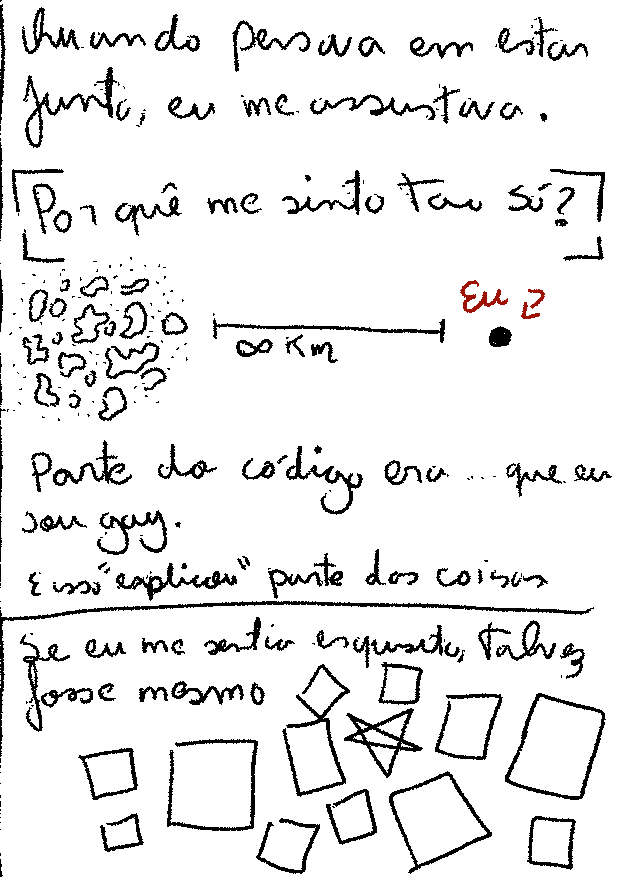 Quando pensava em estar
junto, eu me assustava.
[Por quê me sinto tão só?]
Eu
∞ Km
Parte do código era... que eu
sou gay.
E isso "explicou" parte das coisas
Se eu me sentia esquisito, talvez
fosse mesmo